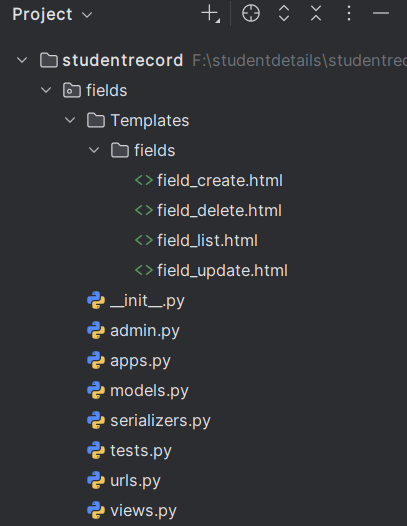 Project
studentrecord F:\studentdetails\studentrec
fields
Templates
fields
field_create.html
field_delete.html
field_list.html
field_update.html
__init__.py
admin.py
apps.py
models.py
serializers.py
tests.py
urls.py
views.py